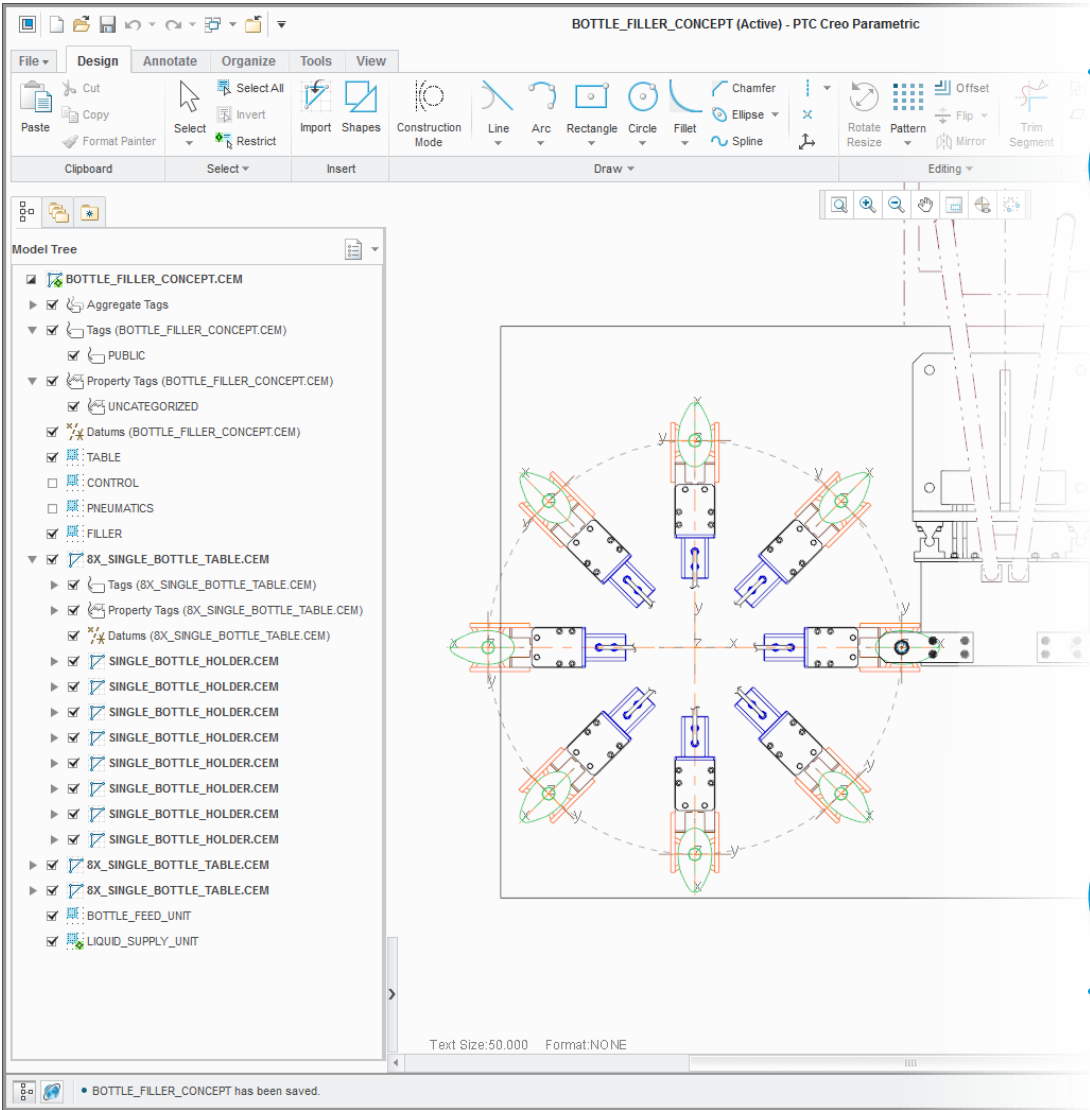 BOTTLE_FILLER_CONCEPT (Active) - PTC Creo Parametric
File Design Annotate Organize Tools View
Paste
Cut
Copy
Format Painter
Clipboard
Select
Select All
Invert
Restrict
Select
Import Shapes
Insert
Construction
Mode
Line Arc Rectangle Circle Fillet
Chamfer
Ellipse
Spline
Draw
Rotate
Resize
Pattern
Offset
Flip
Mirror
Trim
Segment
Editing
Model Tree
BOTTLE_FILLER_CONCEPT.CEM
Aggregate Tags
Tags (BOTTLE_FILLER_CONCEPT.CEM)
PUBLIC
Property Tags (BOTTLE_FILLER_CONCEPT.CEM)
UNCATEGORIZED
Datums (BOTTLE_FILLER_CONCEPT.CEM)
TABLE
CONTROL
PNEUMATICS
FILLER
8X_SINGLE_BOTTLE_TABLE.CEM
Tags (8X_SINGLE_BOTTLE_TABLE.CEM)
Property Tags (8X_SINGLE_BOTTLE_TABLE.CEM)
Datums (8X_SINGLE_BOTTLE_TABLE.CEM)
SINGLE_BOTTLE_HOLDER.CEM
SINGLE_BOTTLE_HOLDER.CEM
SINGLE_BOTTLE_HOLDER.CEM
SINGLE_BOTTLE_HOLDER.CEM
SINGLE_BOTTLE_HOLDER.CEM
SINGLE_BOTTLE_HOLDER.CEM
SINGLE_BOTTLE_HOLDER.CEM
SINGLE_BOTTLE_HOLDER.CEM
8X_SINGLE_BOTTLE_TABLE.CEM
8X_SINGLE_BOTTLE_TABLE.CEM
BOTTLE_FEED_UNIT
LIQUID_SUPPLY_UNIT
Text Size:50.000 Format:NONE
BOTTLE_FILLER_CONCEPT has been saved.